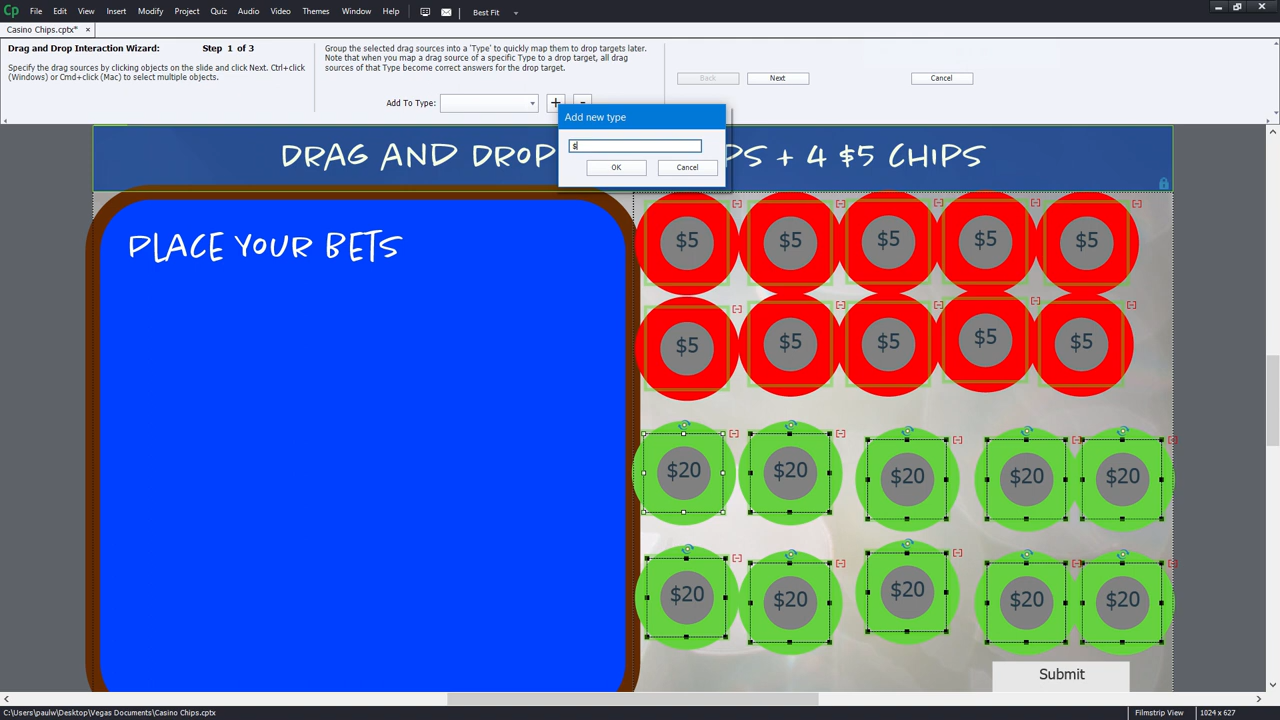 Cp File Edit View Insert Modify Project Quiz Audio Video Themes Window Help Best Fit
Casino Chips.cptx* ×
Drag and Drop Interaction Wizard: Step 1 of 3
Specify the drag sources by clicking objects on the slide and click Next. Ctrl+click
(Windows) or Cmd+click (Mac) to select multiple objects.
Group the selected drag sources into a 'Type' to quickly map them to drop targets later.
Note that when you map a drag source of a specific Type to a drop target, all drag
sources of that Type become correct answers for the drop target.
Add To Type: + -
Back Next Cancel
Add new type
$
OK Cancel
DRAG AND DROP PS + 4 $5 CHIPS
PLACE YOUR BETS
$5 $5 $5 $5 $5
$5 $5 $5 $5 $5
$20 $20 $20 $20 $20
$20 $20 $20 $20 $20
Submit
C:\Users\paulw\Desktop\Vegas Documents\Casino Chips.cptx Filmstrip View 1024 x 627